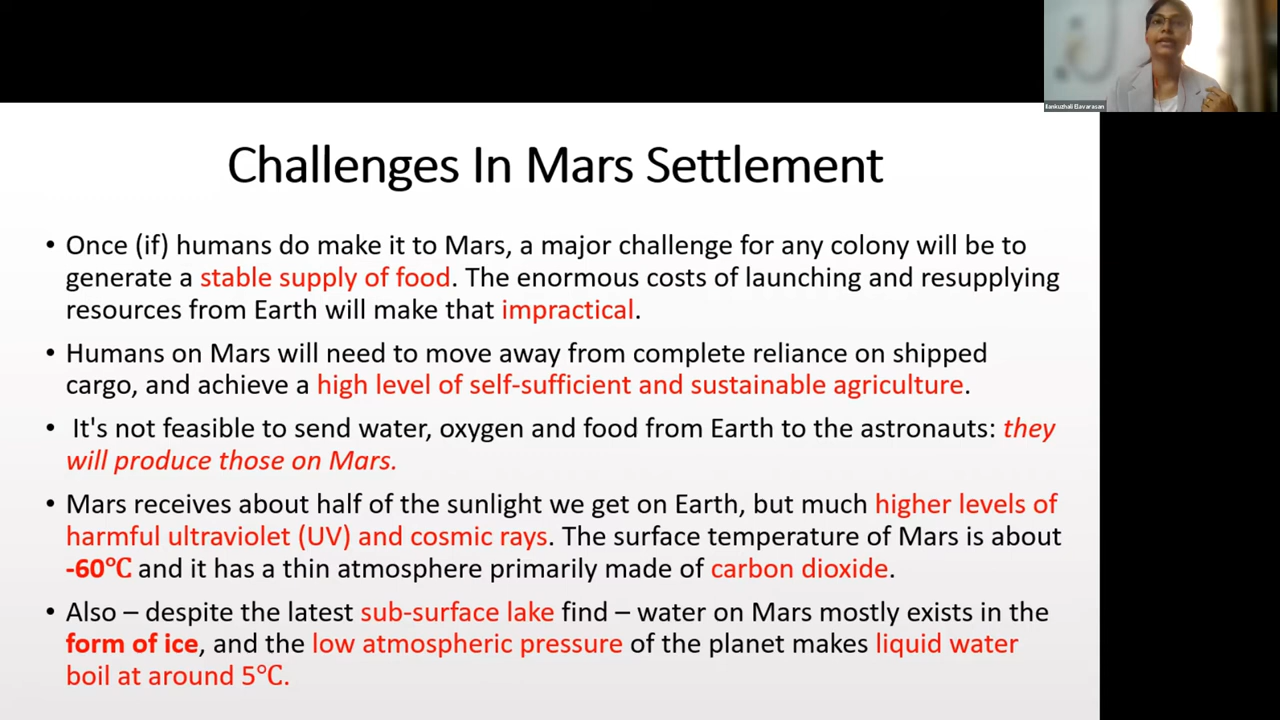 Ilankuzhali Elavarasan
Challenges In Mars Settlement
• Once (if) humans do make it to Mars, a major challenge for any colony will be to
generate a stable supply of food. The enormous costs of launching and resupplying
resources from Earth will make that impractical.
• Humans on Mars will need to move away from complete reliance on shipped
cargo, and achieve a high level of self-sufficient and sustainable agriculture.
• It's not feasible to send water, oxygen and food from Earth to the astronauts: they
will produce those on Mars.
• Mars receives about half of the sunlight we get on Earth, but much higher levels of
harmful ultraviolet (UV) and cosmic rays. The surface temperature of Mars is about
-60℃ and it has a thin atmosphere primarily made of carbon dioxide.
• Also – despite the latest sub-surface lake find – water on Mars mostly exists in the
form of ice, and the low atmospheric pressure of the planet makes liquid water
boil at around 5℃.